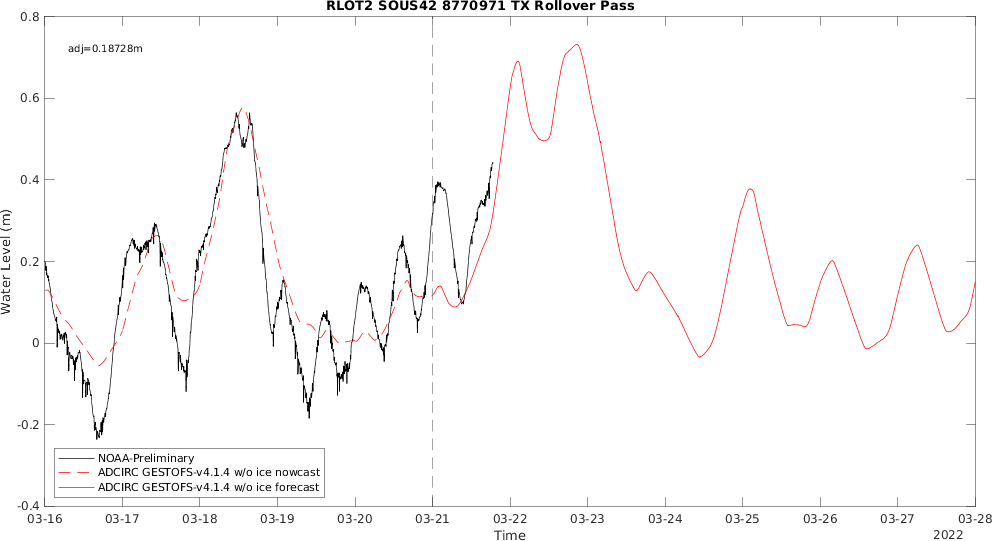 RLOT2 SOUS42 8770971 TX Rollover Pass
adj=0.18728m
0.8
0.6
0.4
0.2
0
-0.2
-0.4
Water Level (m)
NOAA-Preliminary
ADCIRC GESTOFS-v4.1.4 w/o ice nowcast
ADCIRC GESTOFS-v4.1.4 w/o ice forecast
03-16 03-17 03-18 03-19 03-20 03-21 03-22 03-23 03-24 03-25 03-26 03-27 03-28
Time
2022